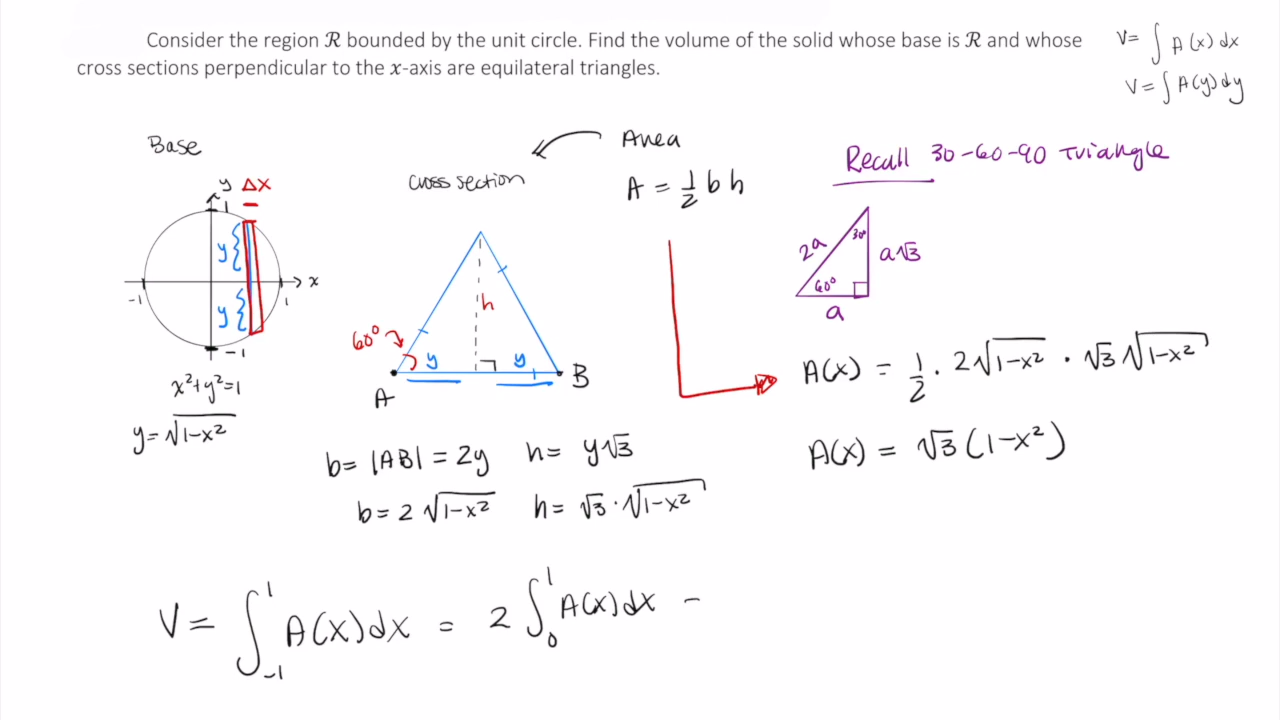 Consider the region ℛ bounded by the unit circle. Find the volume of the solid whose base is ℛ and whose
cross sections perpendicular to the x-axis are equilateral triangles.
V= ∫ A(x) dx
V= ∫ A(y) dy
Base
y Δx
1
y
-1 1 x
y
-1
x²+y²=1
y=√(1-x²)
Cross section
Area
A = 1/2 b h
h
60°
y y
A B
b= |AB| = 2y h= y√3
b= 2 √(1-x²) h= √3 · √(1-x²)
Recall 30-60-90 Triangle
30°
2a a√3
60°
a
A(x) = 1/2 · 2√(1-x²) · √3 √(1-x²)
A(x) = √3 (1-x²)
V= ∫₋₁¹ A(x)dx = 2 ∫₀¹ A(x)dx -